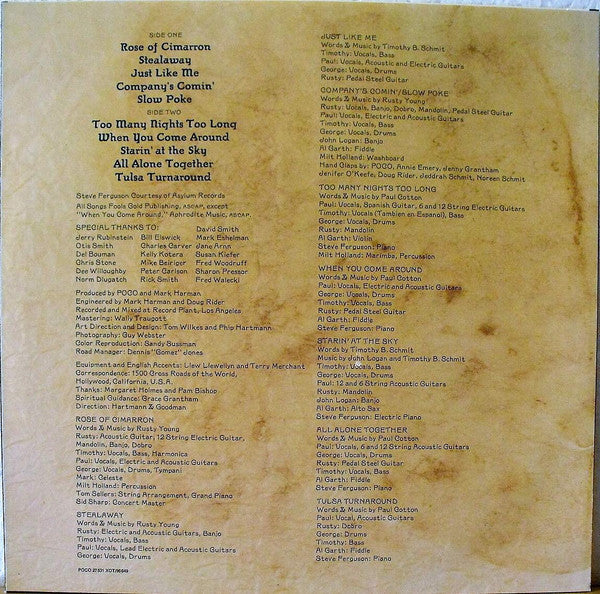 SIDE ONE
Rose of Cimarron
Stealaway
Just Like Me
Company's Comin'
Slow Poke
SIDE TWO
Too Many Nights Too Long
When You Come Around
Starin' at the Sky
All Alone Together
Tulsa Turnaround
Steve Ferguson Courtesy of Asylum Records
All Songs Fools Gold Publishing, ASCAP, except
"When You Come Around," Aphrodite Music, ASCAP.
SPECIAL THANKS TO: David Smith
Jerry Rubinstein Bill Elswick Mark Eshelman
Otis Smith Charles Carver Jane Arnn
Del Bouman Kelly Kotera Susan Kiefer
Chris Stone Mike Beiriger Fred Woodruff
Dee Willoughby Peter Carlson Sharon Pressor
Norm Dlugatch Rick Smith Fred Walecki
Produced by POCO and Mark Harman
Engineered by Mark Harman and Doug Rider
Recorded and Mixed at Record Plant, Los Angeles
Mastering: Wally Traugott
Art Direction and Design: Tom Wilkes and Phip Hartmann
Photography: Guy Webster
Color Reproduction: Sandy Sussman
Road Manager: Dennis "Gomez" Jones
Equipment and English Accents: Llew Llewellyn and Terry Merchant
Correspondence: 1500 Cross Roads of the World,
Hollywood, California, U.S.A.
Thanks: Margaret Holmes and Pam Bishop
Spiritual Guidance: Grace Grantham
Direction: Hartmann & Goodman
ROSE OF CIMARRON
Words & Music by Rusty Young
Rusty: Acoustic Guitar, 12 String Electric Guitar,
Mandolin, Banjo, Dobro
Timothy: Vocals, Bass, Harmonica
Paul: Vocals, Electric and Acoustic Guitars
George: Vocals, Drums, Tympani
Mark: Celeste
Milt Holland: Percussion
Tom Sellers: String Arrangement, Grand Piano
Sid Sharp: Concert Master
STEALAWAY
Words & Music by Rusty Young
Rusty: Electric and Acoustic Guitars, Banjo
Timothy: Vocals, Bass
Paul: Vocals, Lead Electric and Acoustic Guitars
George: Vocals, Drums
JUST LIKE ME
Words & Music by Timothy B. Schmit
Timothy: Vocals, Bass
Paul: Vocals, Acoustic and Electric Guitars
George: Vocals, Drums
Rusty: Pedal Steel Guitar
COMPANY'S COMIN'/SLOW POKE
Words & Music by Rusty Young
Rusty: Vocals, Banjo, Dobro, Mandolin, Pedal Steel Guitar
Paul: Vocals, Electric and Acoustic Guitars
Timothy: Vocals, Bass
George: Vocals, Drums
John Logan: Banjo
Al Garth: Fiddle
Milt Holland: Washboard
Hand Claps by: POCO, Annie Emery, Jenny Grantham,
Jenifer O'Keefe, Doug Rider, Jeddrah Schmit, Noreen Schmit
TOO MANY NIGHTS TOO LONG
Words & Music by Paul Cotton
Paul: Vocals, Spanish Guitar, 6 and 12 String Electric Guitars
Timothy: Vocals (Tambien en Espanol), Bass
George: Vocals, Drums
Rusty: Mandolin
Al Garth: Violin
Steve Ferguson: Piano
Milt Holland: Marimba, Percussion
WHEN YOU COME AROUND
Words & Music by Paul Cotton
Paul: Vocals, Electric and Acoustic Guitars
George: Vocals, Drums
Timothy: Vocals, Bass
Rusty: Pedal Steel Guitar
Al Garth: Fiddle
Steve Ferguson: Piano
STARIN' AT THE SKY
Words by Timothy B. Schmit
Music by John Logan and Timothy B. Schmit
Timothy: Vocals, Bass
George: Vocals, Drums
Paul: 12 and 6 String Acoustic Guitars
Rusty: Mandolin
John Logan: Banjo
Al Garth: Alto Sax
Steve Ferguson: Electric Piano
ALL ALONE TOGETHER
Words & Music by Paul Cotton
Paul: Vocals, 6 and 12 String Acoustic Guitars
George: Vocals, Drums
Rusty: Pedal Steel Guitar
Timothy: Vocals, Bass
Al Garth: Fiddle
Steve Ferguson: Piano
TULSA TURNAROUND
Words & Music by Paul Cotton
Paul: Vocal, Acoustic Guitars
Rusty: Dobro
George: Drums
Timothy: Bass
Al Garth: Fiddle
Steve Ferguson: Piano